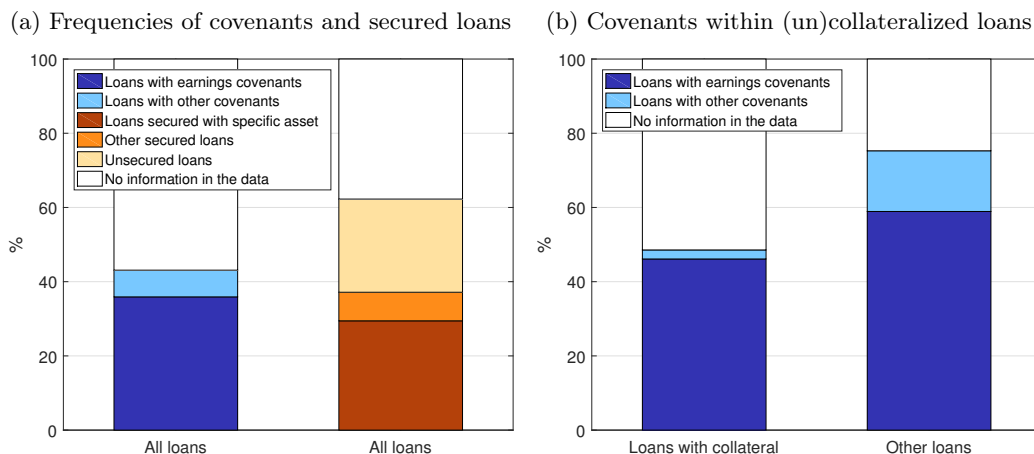 (a) Frequencies of covenants and secured loans
100
80
60
40
20
0
%
Loans with earnings covenants
Loans with other covenants
Loans secured with specific asset
Other secured loans
Unsecured loans
No information in the data
All loans
All loans
(b) Covenants within (un)collateralized loans
100
80
60
40
20
0
%
Loans with earnings covenants
Loans with other covenants
No information in the data
Loans with collateral
Other loans